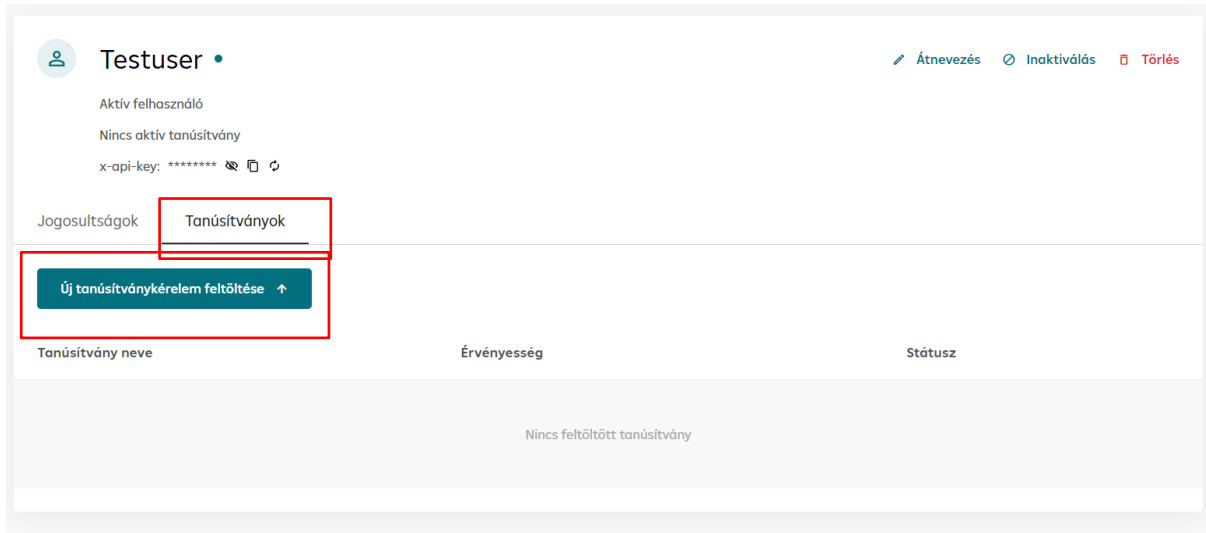 Testuser
Átnevezés Inaktiválás Törlés
Aktív felhasználó
Nincs aktív tanúsítvány
x-api-key: ********
Jogosultságok Tanúsítványok
Új tanúsítványkérelem feltöltése
Tanúsítvány neve Érvényesség Státusz
Nincs feltöltött tanúsítvány